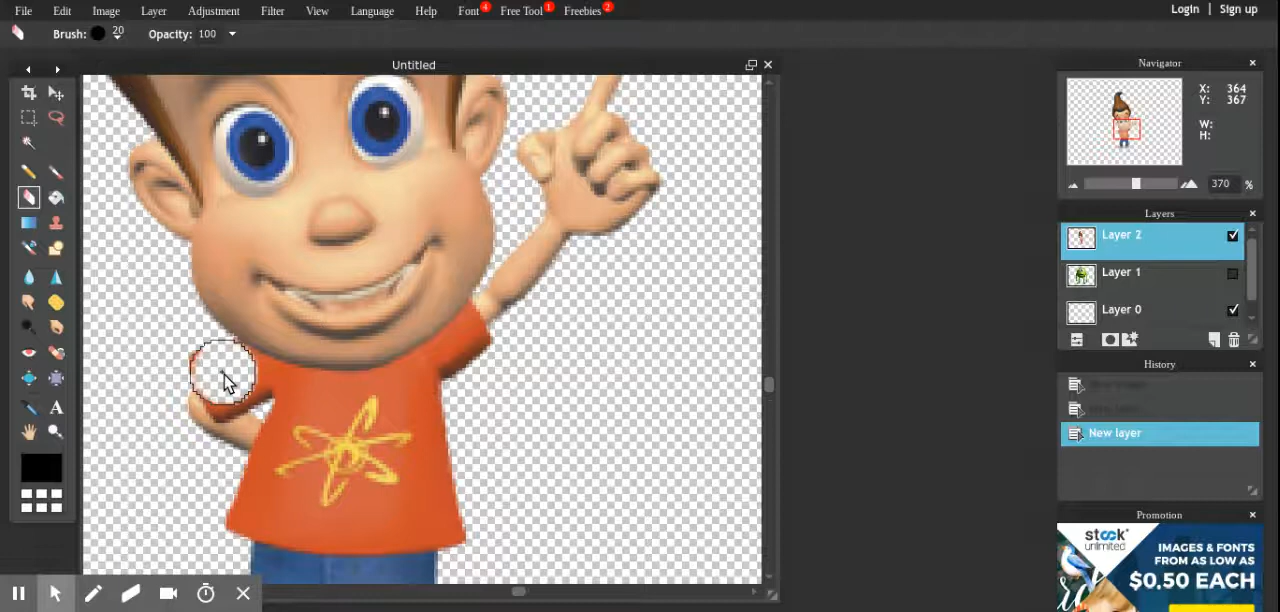 File Edit Image Layer Adjustment Filter View Language Help Font 4 Free Tool 1 Freebies 2 Login | Sign up
Brush: 20 Opacity: 100
Untitled
Navigator
X: 364
Y: 367
W:
H:
370 %
Layers
Layer 2
Layer 1
Layer 0
A
History
New layer
Promotion
stock
unlimited
IMAGES & FONTS
FROM AS LOW AS
$0.50 EACH